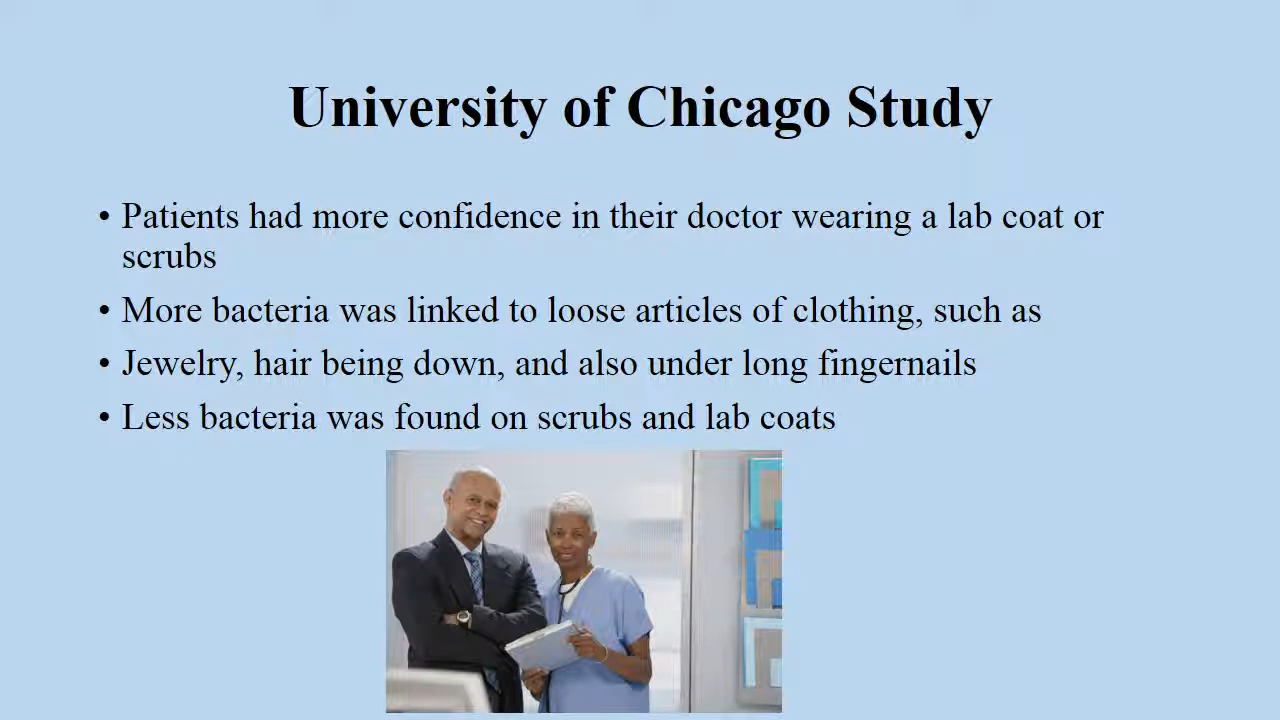 University of Chicago Study
• Patients had more confidence in their doctor wearing a lab coat or
scrubs
• More bacteria was linked to loose articles of clothing, such as
• Jewelry, hair being down, and also under long fingernails
• Less bacteria was found on scrubs and lab coats